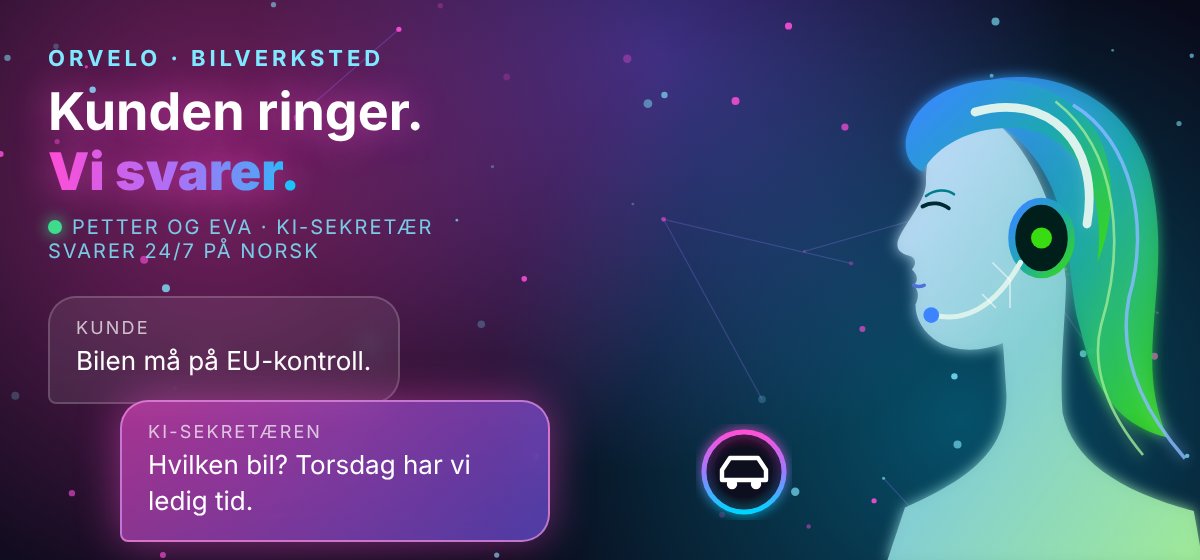 ORVELO · BILVERKSTED
Kunden ringer.
Vi svarer.
PETTER OG EVA · KI-SEKRETÆR
SVARER 24/7 PÅ NORSK
KUNDE
Bilen må på EU-kontroll.
KI-SEKRETÆREN
Hvilken bil? Torsdag har vi
ledig tid.